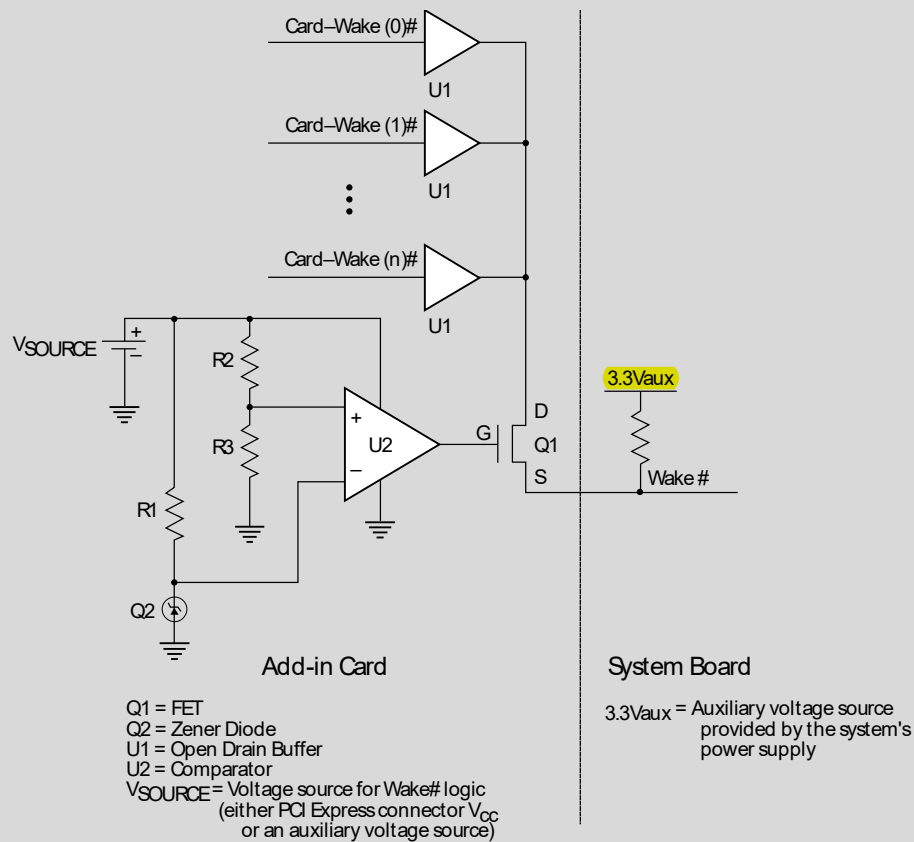 Card–Wake (0)#
U1
Card–Wake (1)#
U1
Card–Wake (n)#
U1
VSOURCE
+
–
R2
R3
R1
+
–
U2
G
D
Q1
S
3.3Vaux
Wake #
Q2
Add-in Card
Q1 = FET
Q2 = Zener Diode
U1 = Open Drain Buffer
U2 = Comparator
VSOURCE = Voltage source for Wake# logic
(either PCI Express connector VCC
or an auxiliary voltage source)
System Board
3.3Vaux = Auxiliary voltage source
provided by the system's
power supply